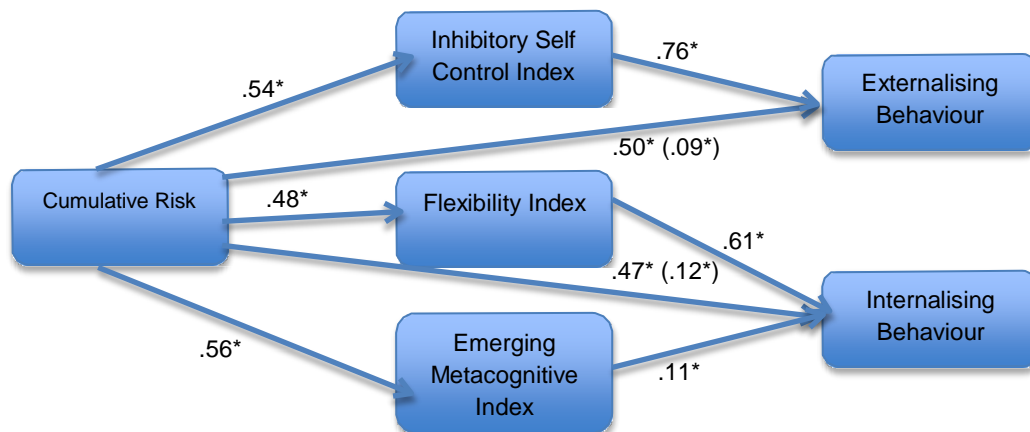 Inhibitory Self
Control Index
.76*
Externalising
Behaviour
.54*
.50* (.09*)
Cumulative Risk
.48*
Flexibility Index
.61*
.47* (.12*)
Internalising
Behaviour
.56*
Emerging
Metacognitive
Index
.11*